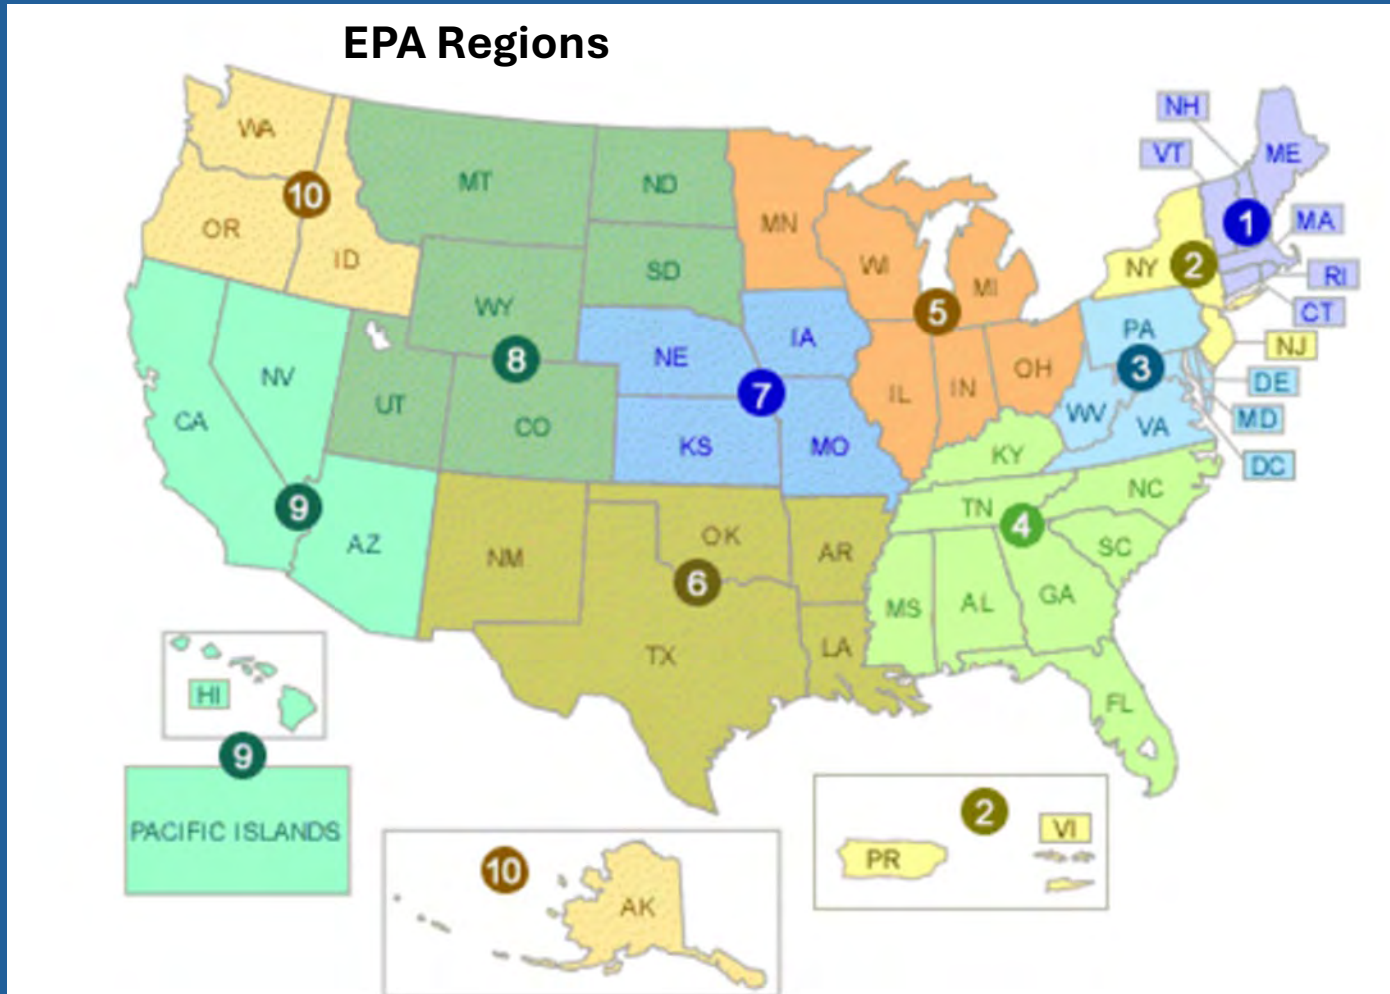 EPA Regions
NH
WA
VT
ME
MT
ND
10
MN
1
MA
OR
ID
SD
WI
NY
2
RI
MI
WY
5
CT
PA
IA
NJ
8
NE
3
NV
OH
DE
UT
7
IL
IN
WV
MD
CA
CO
VA
KS
MO
KY
DC
NC
9
TN
4
AZ
OK
AR
SC
NM
6
MS
AL
GA
TX
LA
HI
FL
9
2
PACIFIC ISLANDS
VI
PR
10
AK